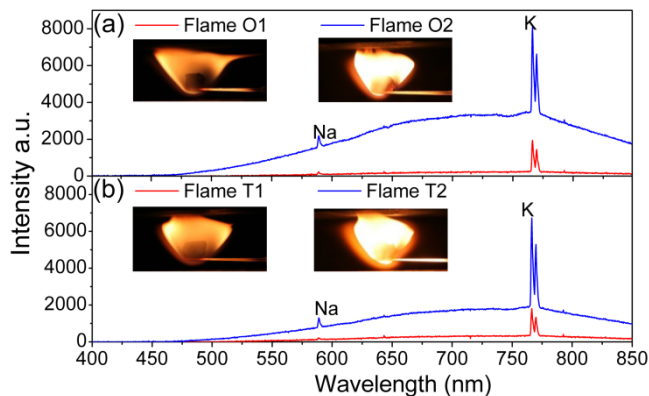 (a)
Flame O1
Flame O2
K
Na
8000
6000
4000
2000
0
(b)
Flame T1
Flame T2
K
Na
8000
6000
4000
2000
0
Intensity a.u.
400 450 500 550 600 650 700 750 800 850
Wavelength (nm)